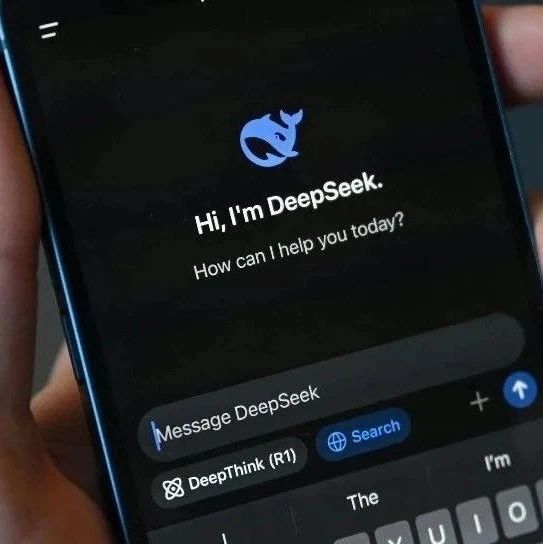 Hi, I'm DeepSeek.
How can I help you today?
Message DeepSeek
DeepThink (R1)
Search
The
I'm
U I O